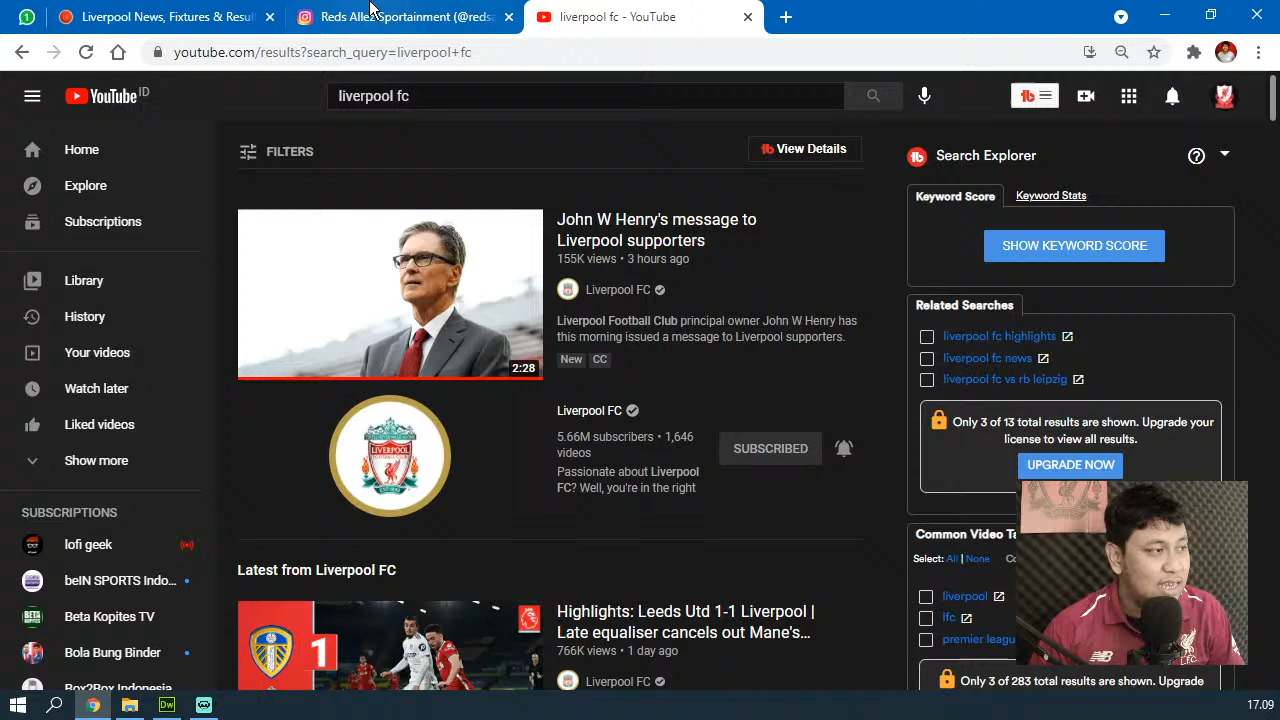 Liverpool News, Fixtures & Resul
Reds Allez Sportainment (@reds
liverpool fc - YouTube
youtube.com/results?search_query=liverpool+fc
YouTube ID
liverpool fc
Home
Explore
Subscriptions
Library
History
Your videos
Watch later
Liked videos
Show more
SUBSCRIPTIONS
lofi geek
beIN SPORTS Indo...
Beta Kopites TV
Bola Bung Binder
Box2Box Indonesia
FILTERS
View Details
2:28
John W Henry's message to
Liverpool supporters
155K views • 3 hours ago
Liverpool FC
Liverpool Football Club principal owner John W Henry has
this morning issued a message to Liverpool supporters.
New CC
Liverpool FC
5.66M subscribers • 1,646
videos
Passionate about Liverpool
FC? Well, you're in the right
SUBSCRIBED
Latest from Liverpool FC
1
Highlights: Leeds Utd 1-1 Liverpool |
Late equaliser cancels out Mane's...
766K views • 1 day ago
Liverpool FC
Search Explorer
Keyword Score
Keyword Stats
SHOW KEYWORD SCORE
Related Searches
liverpool fc highlights
liverpool fc news
liverpool fc vs rb leipzig
Only 3 of 13 total results are shown. Upgrade your
license to view all results.
UPGRADE NOW
Common Video Ta
Select: All | None Co
liverpool
lfc
premier leagu
Only 3 of 283 total results are shown. Upgrade
17.09